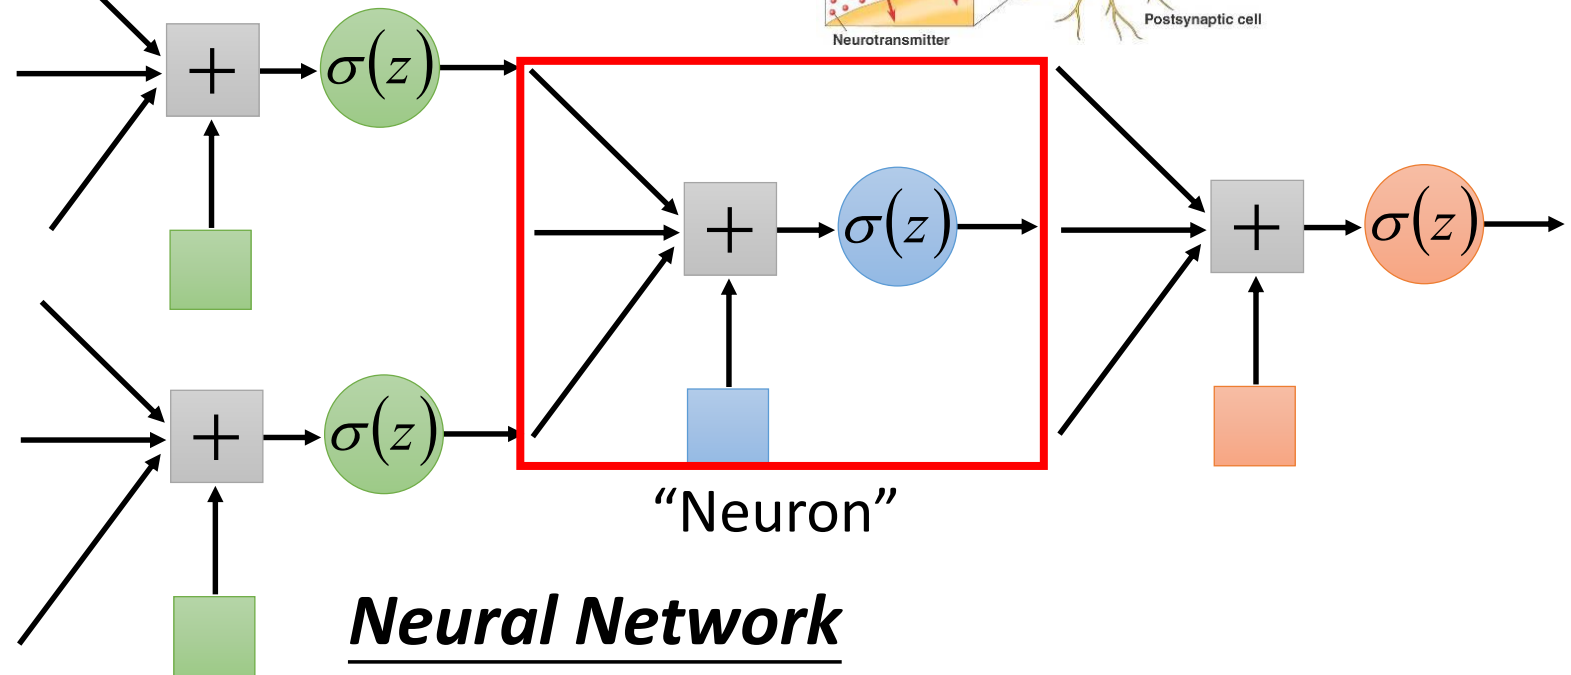 Postsynaptic cell
Neurotransmitter
+
σ(z)
+
σ(z)
+
σ(z)
+
σ(z)
“Neuron”
Neural Network